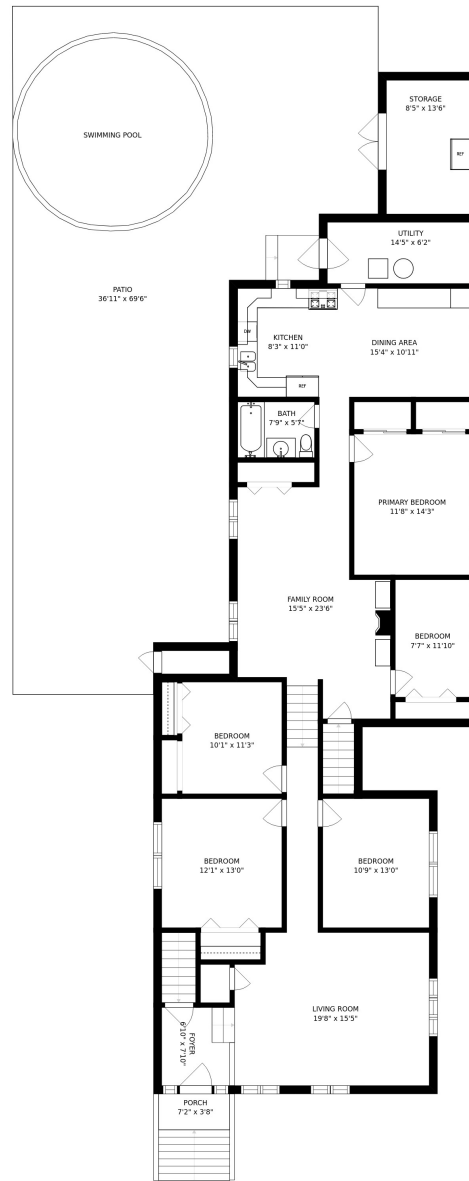 STORAGE
8'5" x 13'6"
REF
SWIMMING POOL
UTILITY
14'5" x 6'2"
PATIO
36'11" x 69'6"
DW
KITCHEN
8'3" x 11'0"
DINING AREA
15'4" x 10'11"
REF
BATH
7'9" x 5'7"
PRIMARY BEDROOM
11'8" x 14'3"
FAMILY ROOM
15'5" x 23'6"
BEDROOM
7'7" x 11'10"
BEDROOM
10'1" x 11'3"
BEDROOM
12'1" x 13'0"
BEDROOM
10'9" x 13'0"
LIVING ROOM
19'8" x 15'5"
FOYER
6'10" x 7'10"
PORCH
7'2" x 3'8"